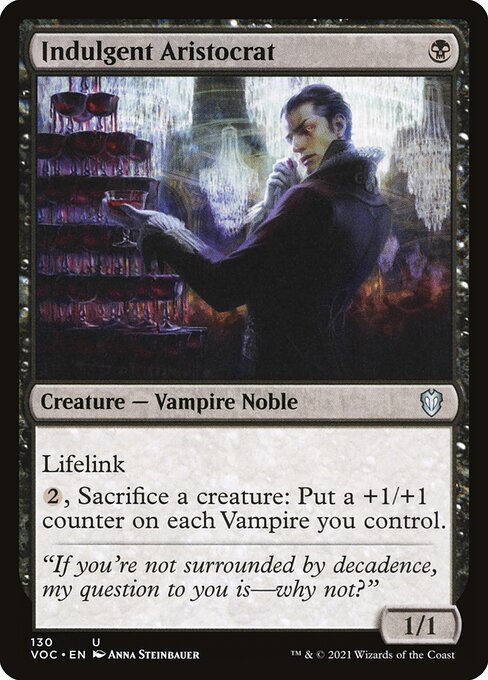 Indulgent Aristocrat
Creature — Vampire Noble
Lifelink
2, Sacrifice a creature: Put a +1/+1
counter on each Vampire you control.
“If you’re not surrounded by decadence,
my question to you is—why not?”
1/1
130 U
VOC • EN Anna Steinbauer
™ & © 2021 Wizards of the Coast